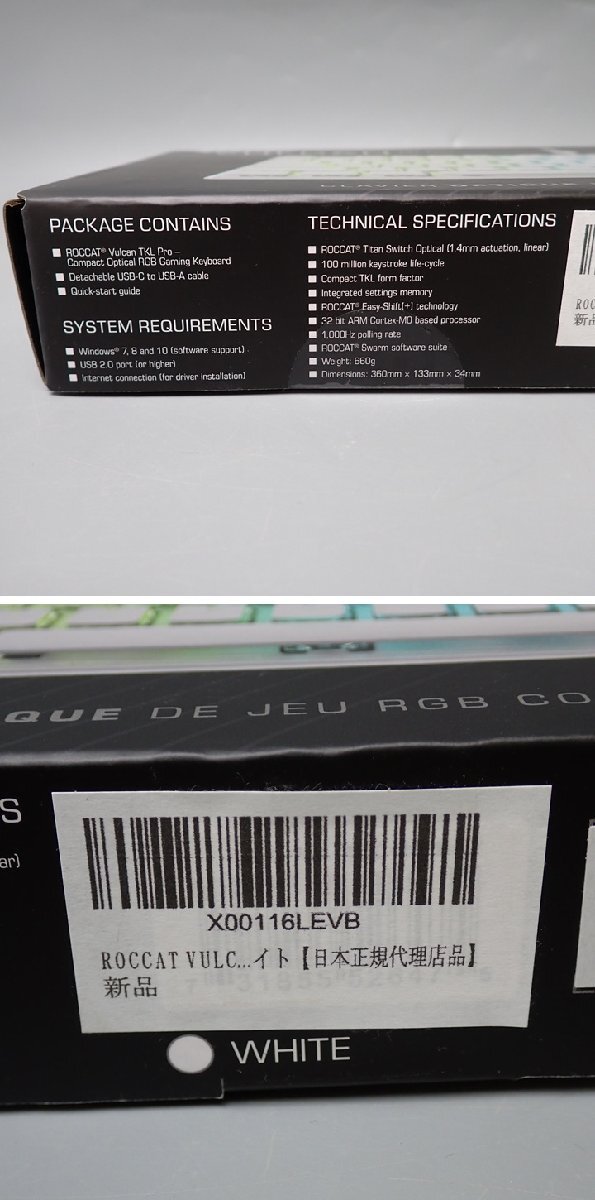 PACKAGE CONTAINS
■ ROCCAT® Vulcan TKL Pro –
Compact Optical RGB Gaming Keyboard
■ Detachable USB-C to USB-A cable
■ Quick-start guide
SYSTEM REQUIREMENTS
■ Windows® 7, 8 and 10 (software support)
■ USB 2.0 port (or higher)
■ Internet connection (for driver installation)
TECHNICAL SPECIFICATIONS
■ ROCCAT® Titan Switch Optical (1.4mm actuation, linear)
■ 100 million keystroke life-cycle
■ Compact TKL form factor
■ Integrated settings memory
■ ROCCAT® Easy-Shift[+] technology
■ 32-bit ARM Cortex-M0 based processor
■ 1,000Hz polling rate
■ ROCCAT® Swarm software suite
■ Weight: 660g
■ Dimensions: 360mm x 133mm x 34mm
ROC
新品
QUE DE JEU RGB CO
S
ar)
X00116LEVB
ROCCAT VULC...イト【日本正規代理店品】
新品
WHITE